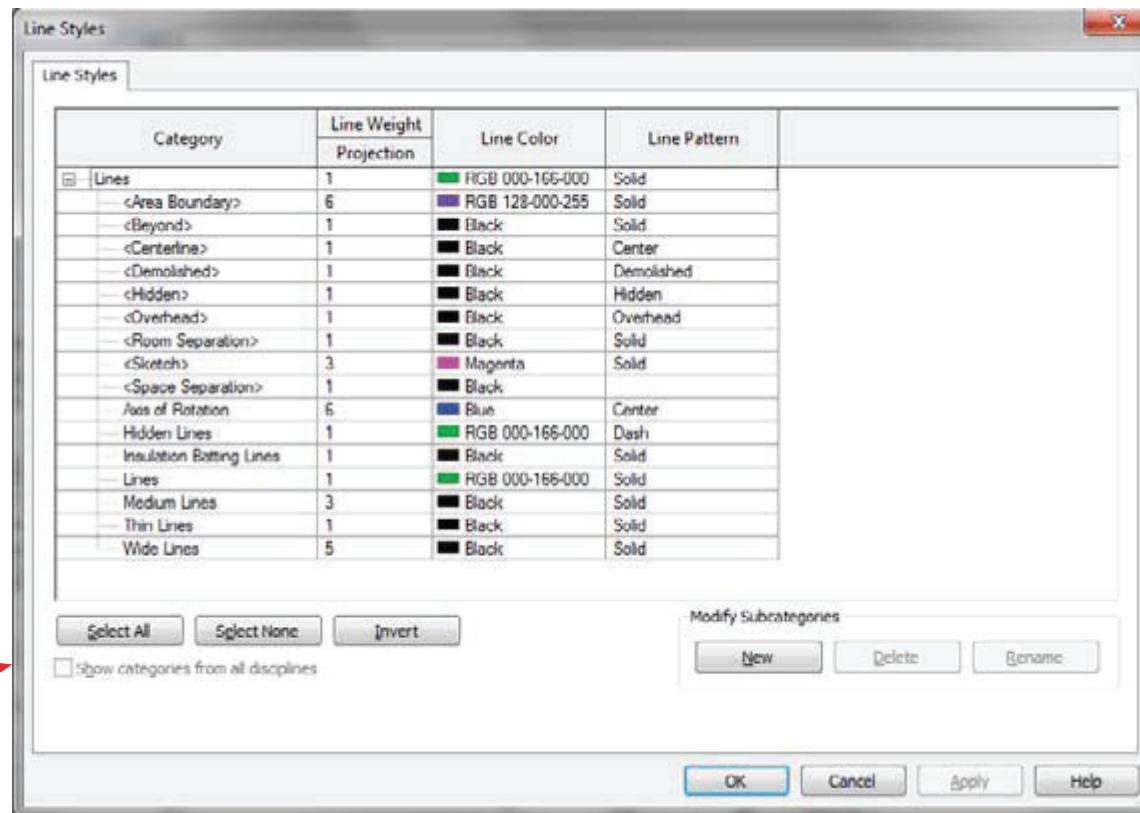 Line Styles
Line Styles
Category Line Weight Line Color Line Pattern
Projection
Lines 1 RGB 000-166-000 Solid
<Area Boundary> 6 RGB 128-000-255 Solid
<Beyond> 1 Black Solid
<Centerline> 1 Black Center
<Demolished> 1 Black Demolished
<Hidden> 1 Black Hidden
<Overhead> 1 Black Overhead
<Room Separation> 1 Black Solid
<Sketch> 3 Magenta Solid
<Space Separation> 1 Black
Axis of Rotation 6 Blue Center
Hidden Lines 1 RGB 000-166-000 Dash
Insulation Batting Lines 1 Black Solid
Lines 1 RGB 000-166-000 Solid
Medium Lines 3 Black Solid
Thin Lines 1 Black Solid
Wide Lines 5 Black Solid
Select All Select None Invert
Show categories from all disciplines
Modify Subcategories
New Delete Rename
OK Cancel Apply Help